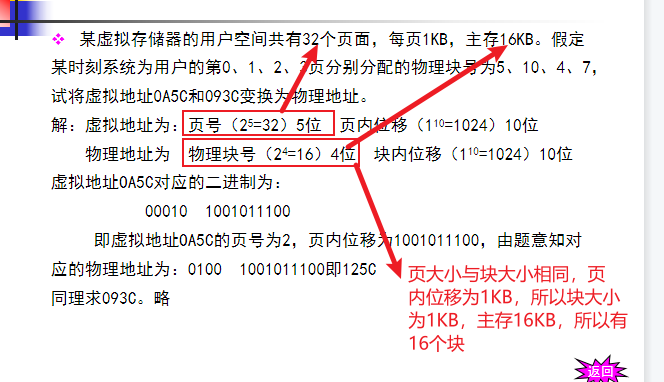 某虚拟存储器的用户空间共有32个页面，每页1KB，主存16KB。假定
某时刻系统为用户的第0、1、2、3页分别分配的物理块号为5、10、4、7，
试将虚拟地址0A5C和093C变换为物理地址。
解：虚拟地址为：页号（2⁵=32）5位 页内位移（1¹⁰=1024）10位
物理地址为 物理块号（2⁴=16）4位 块内位移（1¹⁰=1024）10位
虚拟地址0A5C对应的二进制为：
00010 1001011100
即虚拟地址0A5C的页号为2，页内位移为1001011100，由题意知对
应的物理地址为：0100 1001011100即125C
同理求093C。略
页大小与块大小相同，页
内位移为1KB，所以块大小
为1KB，主存16KB，所以有
16个块
返回